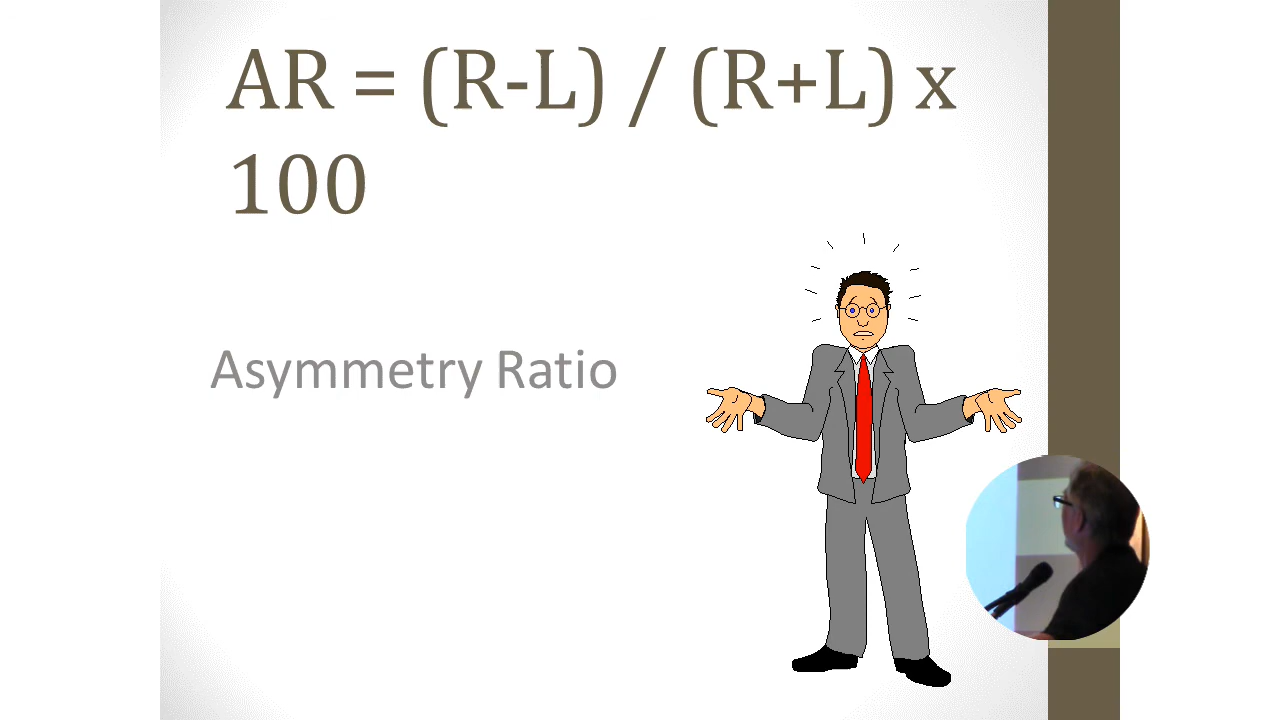 AR = (R-L) / (R+L) x
100
Asymmetry Ratio